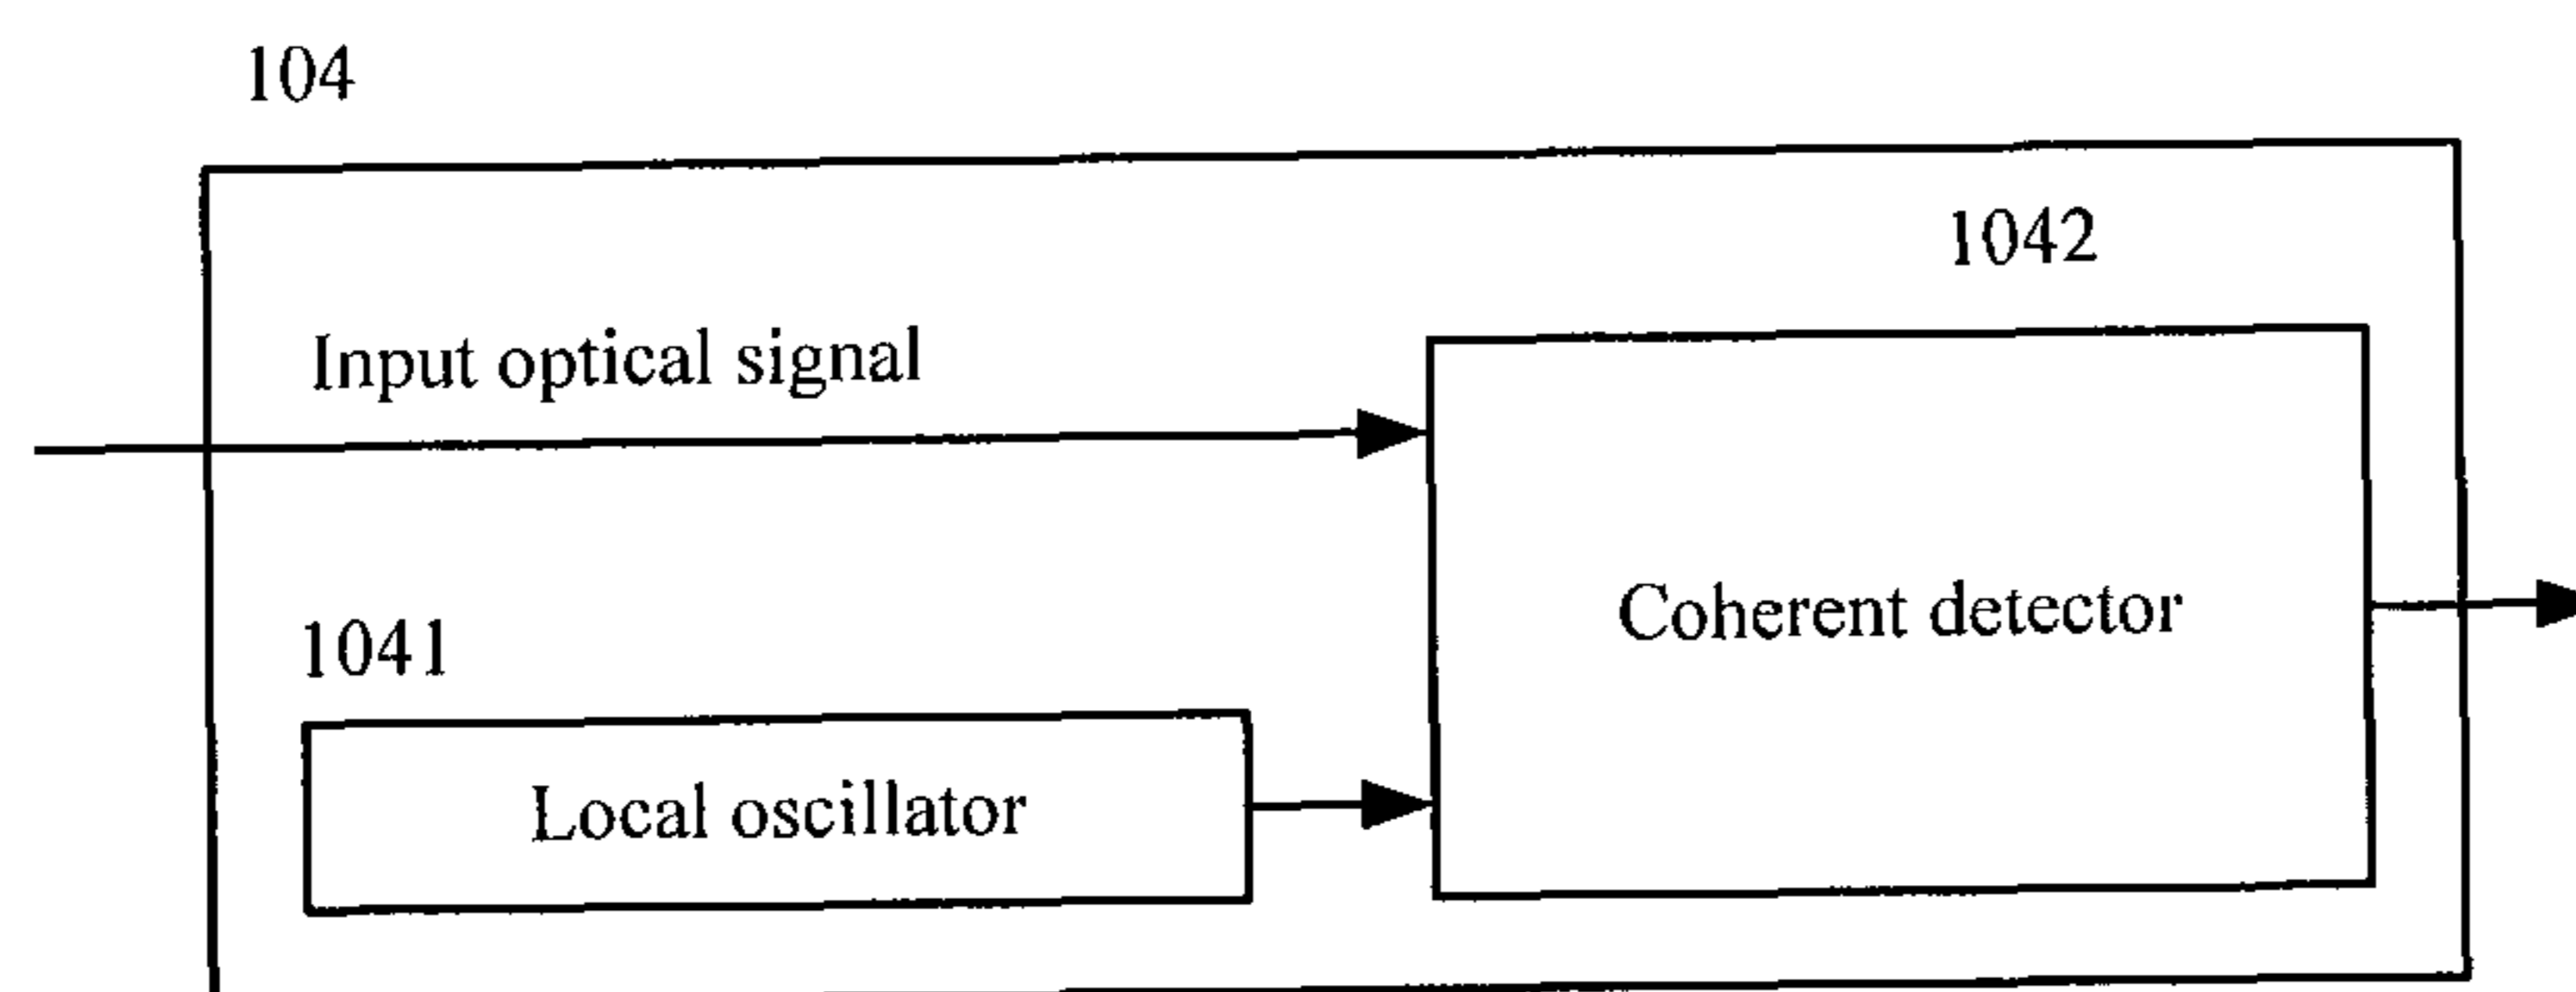 104
1042
Input optical signal
Coherent detector
1041
Local oscillator